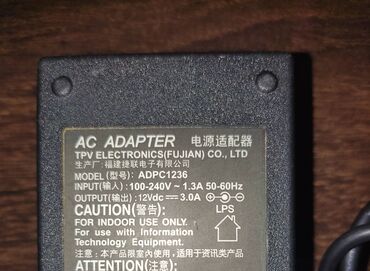 AC ADAPTER 电源适配器
TPV ELECTRONICS(FUJIAN) CO., LTD
生产厂: 福建捷联电子有限公司
MODEL(型号): ADPC1236
INPUT(输入): 100-240V ~ 1.3A 50-60Hz
OUTPUT(输出): 12Vdc ⎓ 3.0A
CAUTION(警告):
FOR INDOOR USE ONLY.
For use with Information
Technology Equipment.
LPS
注意: 本产品限室内使用, 适用于资讯类产品
ATTENTION(注意):